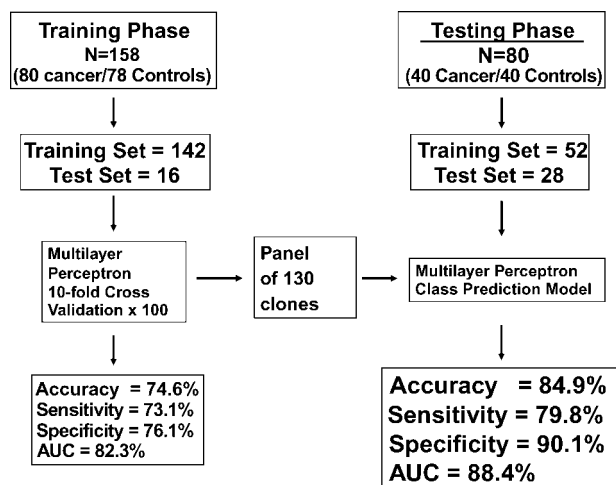 Training Phase
N=158
(80 cancer/78 Controls)
Training Set = 142
Test Set = 16
Multilayer
Perceptron
10-fold Cross
Validation x 100
Accuracy = 74.6%
Sensitivity = 73.1%
Specificity = 76.1%
AUC = 82.3%
Panel
of 130
clones
Testing Phase
N=80
(40 Cancer/40 Controls)
Training Set = 52
Test Set = 28
Multilayer Perceptron
Class Prediction Model
Accuracy = 84.9%
Sensitivity = 79.8%
Specificity = 90.1%
AUC = 88.4%